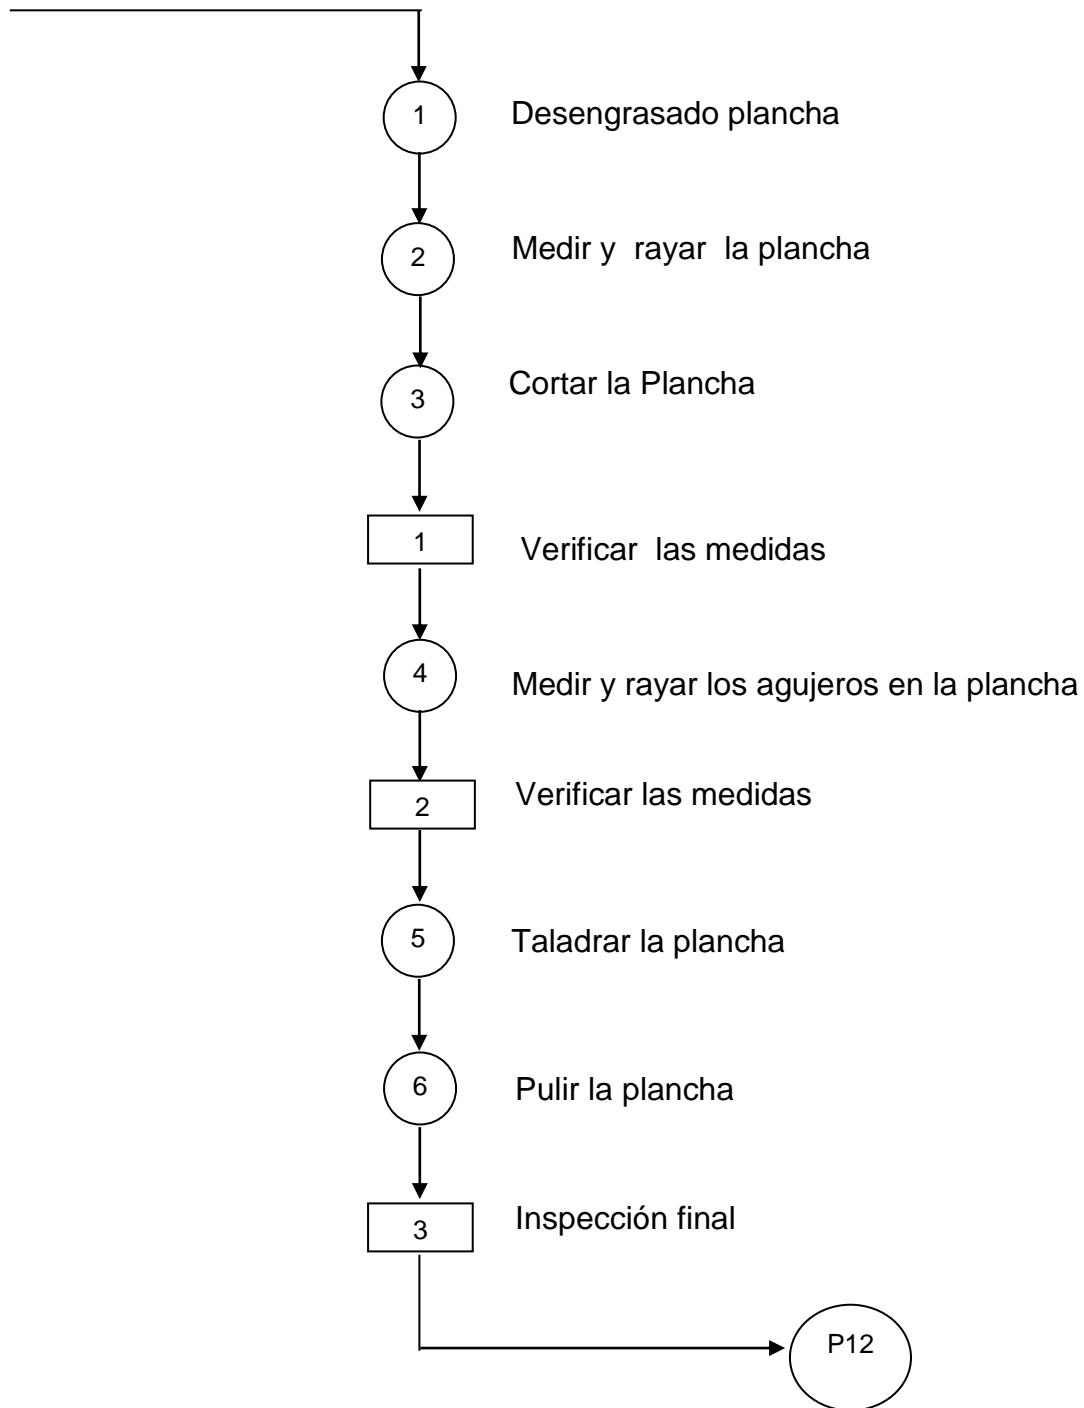 1 Desengrasado plancha
2 Medir y rayar la plancha
3 Cortar la Plancha
1 Verificar las medidas
4 Medir y rayar los agujeros en la plancha
2 Verificar las medidas
5 Taladrar la plancha
6 Pulir la plancha
3 Inspección final
P12